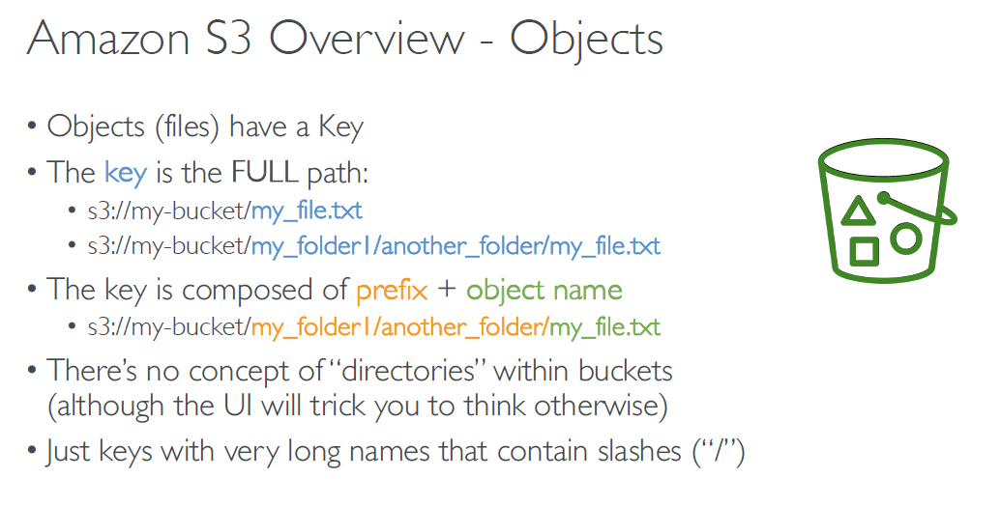 Amazon S3 Overview - Objects
• Objects (files) have a Key
• The key is the FULL path:
• s3://my-bucket/my_file.txt
• s3://my-bucket/my_folder1/another_folder/my_file.txt
• The key is composed of prefix + object name
• s3://my-bucket/my_folder1/another_folder/my_file.txt
• There’s no concept of “directories” within buckets
(although the UI will trick you to think otherwise)
• Just keys with very long names that contain slashes (“/”)